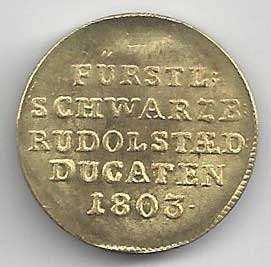 FÜRSTL:
SCHWARZB
RUDOLSTÆD
DUCATEN
1803.